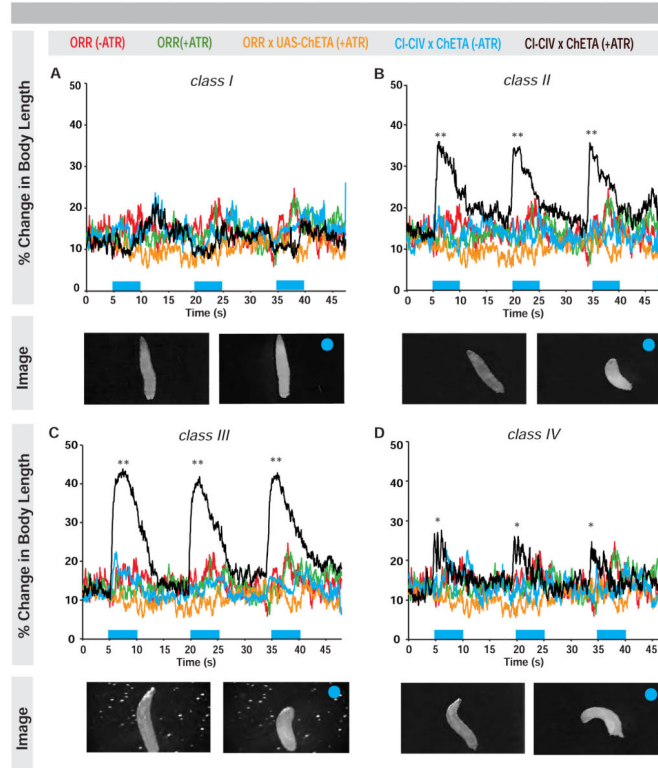 ORR (-ATR) ORR(+ATR) ORR x UAS-ChETA (+ATR) CI-CIV x ChETA (-ATR) CI-CIV x ChETA (+ATR)
A class I
% Change in Body Length
50
40
30
20
10
0
0 5 10 15 20 25 30 35 40 45
Time (s)
B class II
50
** ** **
40
30
20
10
0
0 5 10 15 20 25 30 35 40 45
Time (s)
Image
C class III
% Change in Body Length
50
** ** **
40
30
20
10
0
0 5 10 15 20 25 30 35 40 45
Time (s)
D class IV
50
40
30
* * *
20
10
0
0 5 10 15 20 25 30 35 40 45
Time (s)
Image